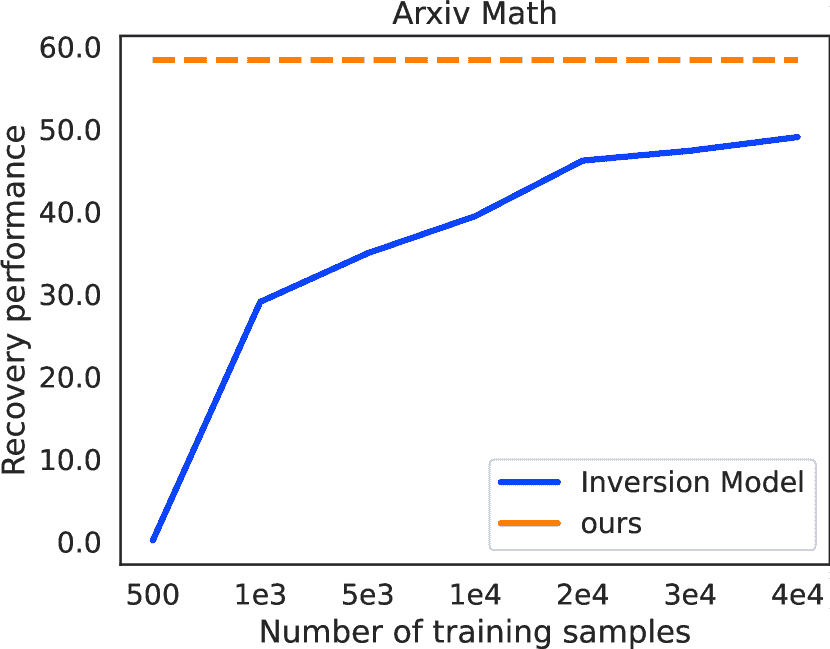 Arxiv Math
Recovery performance
60.0
50.0
40.0
30.0
20.0
10.0
0.0
Inversion Model
ours
500 1e3 5e3 1e4 2e4 3e4 4e4
Number of training samples